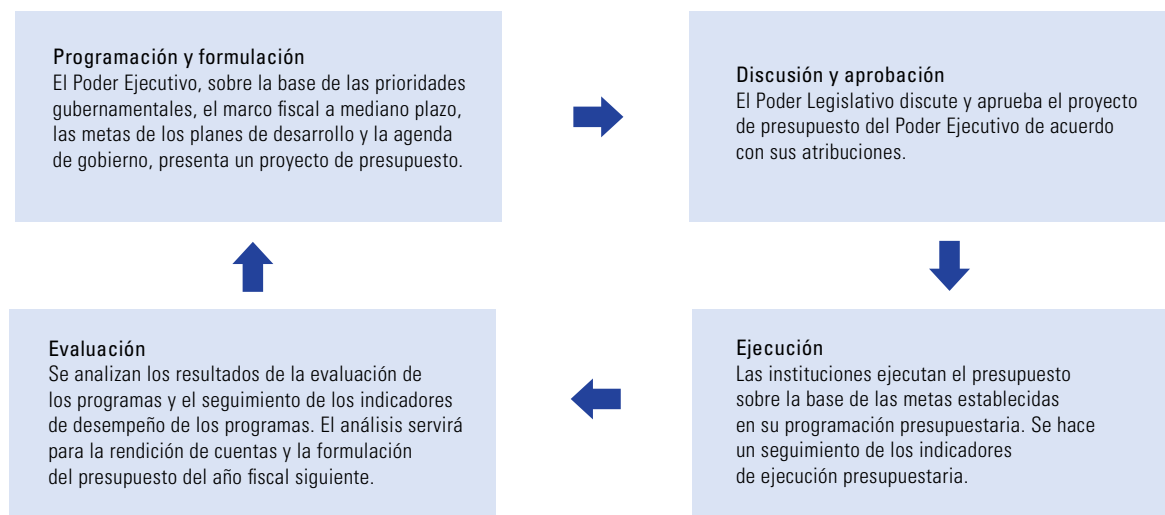 Programación y formulación
El Poder Ejecutivo, sobre la base de las prioridades
gubernamentales, el marco fiscal a mediano plazo,
las metas de los planes de desarrollo y la agenda
de gobierno, presenta un proyecto de presupuesto.
Discusión y aprobación
El Poder Legislativo discute y aprueba el proyecto
de presupuesto del Poder Ejecutivo de acuerdo
con sus atribuciones.
Evaluación
Se analizan los resultados de la evaluación de
los programas y el seguimiento de los indicadores
de desempeño de los programas. El análisis servirá
para la rendición de cuentas y la formulación
del presupuesto del año fiscal siguiente.
Ejecución
Las instituciones ejecutan el presupuesto
sobre la base de las metas establecidas
en su programación presupuestaria. Se hace
un seguimiento de los indicadores
de ejecución presupuestaria.